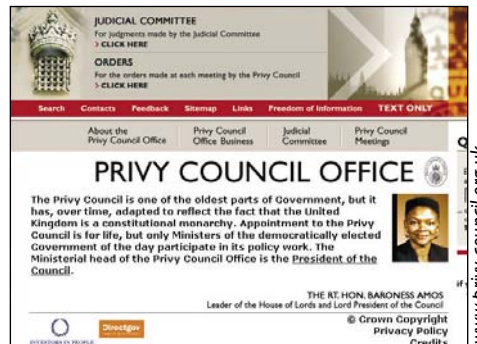 JUDICIAL COMMITTEE
For judgments made by the Judicial Committee
> CLICK HERE
ORDERS
For the orders made at each meeting by the Privy Council
> CLICK HERE
Search Contacts Feedback Sitemap Links Freedom of Information TEXT ONLY
About the Privy Council Judicial Privy Council
Privy Council Office Office Business Committee Meetings
PRIVY COUNCIL OFFICE
The Privy Council is one of the oldest parts of Government, but it
has, over time, adapted to reflect the fact that the United
Kingdom is a constitutional monarchy. Appointment to the Privy
Council is for life, but only Ministers of the democratically elected
Government of the day participate in its policy work. The
Ministerial head of the Privy Council Office is the President of the
Council.
THE RT. HON. BARONESS AMOS
Leader of the House of Lords and Lord President of the Council
© Crown Copyright
Privacy Policy
Credits
INVESTORS IN PEOPLE
Directgov